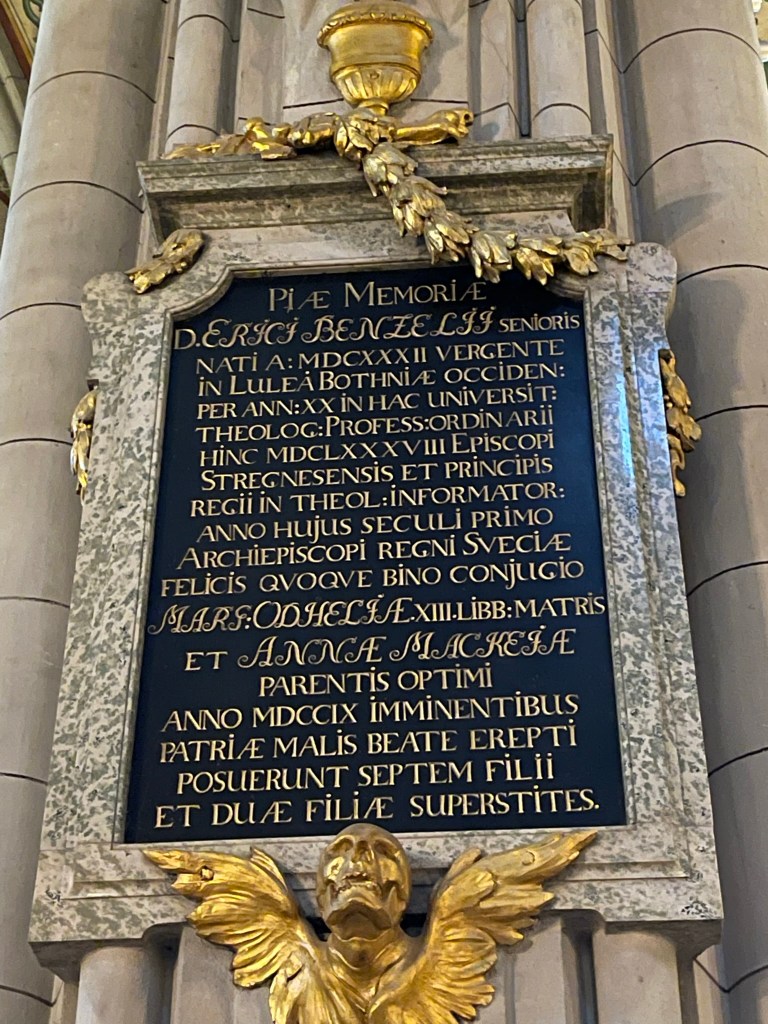 PIÆ MEMORIÆ
D. ERICI BENZELII SENIORIS
NATI A: MDCXXXII VERGENTE
IN LULEÅ BOTHNIÆ OCCIDEN:
PER ANN: XX IN HAC UNIVERSIT:
THEOLOG: PROFESS: ORDINARII
HINC MDCLXXXVIII EPISCOPI
STREGNESENSIS ET PRINCIPIS
REGII IN THEOL: INFORMATOR:
ANNO HUJUS SECULI PRIMO
ARCHIEPISCOPI REGNI SVECIÆ
FELICIS QVOQVE BINO CONJUGIO
MARG: ODHELIÆ. XIII. LIBB: MATRIS
ET ANNÆ MACKEIÆ
PARENTIS OPTIMI
ANNO MDCCIX IMMINENTIBUS
PATRIÆ MALIS BEATE EREPTI
POSUERUNT SEPTEM FILII
ET DUÆ FILIÆ SUPERSTITES.